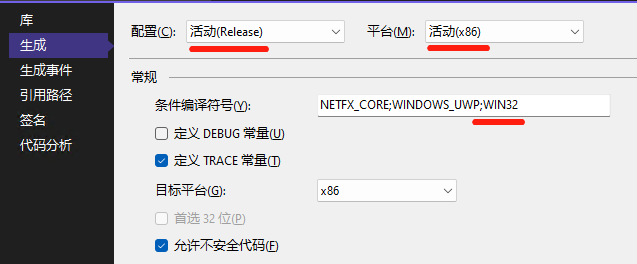 库
生成
生成事件
引用路径
签名
代码分析
配置(C): 活动(Release) 平台(M): 活动(x86)
常规
条件编译符号(Y): NETFX_CORE;WINDOWS_UWP;WIN32
定义 DEBUG 常量(U)
定义 TRACE 常量(T)
目标平台(G): x86
首选 32 位(P)
允许不安全代码(F)